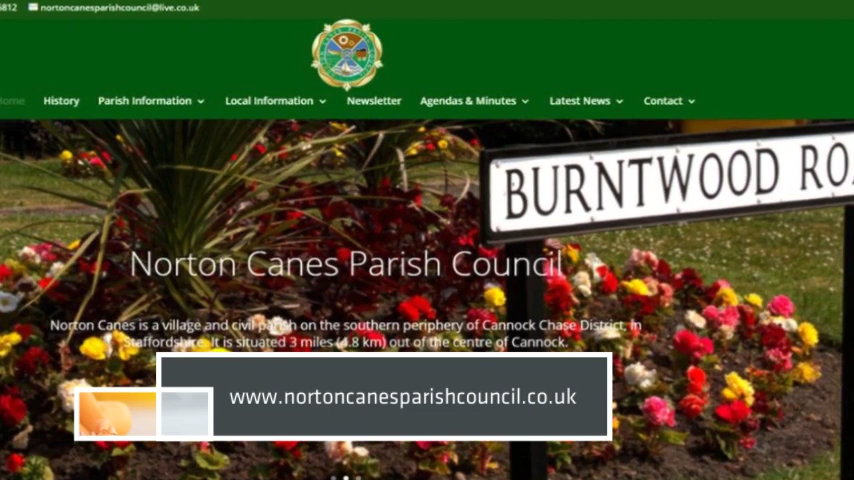 5812 nortoncanesparishcouncil@live.co.uk
Home History Parish Information Local Information Newsletter Agendas & Minutes Latest News Contact
BURNTWOOD ROA
Norton Canes Parish Council
Norton Canes is a village and civil parish on the southern periphery of Cannock Chase District, in
Staffordshire. It is situated 3 miles (4.8 km) out of the centre of Cannock.
www.nortoncanesparishcouncil.co.uk